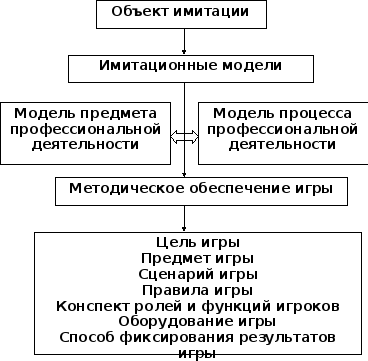 Объект имитации
Имитационные модели
Модель предмета
профессиональной
деятельности
Модель процесса
профессиональной
деятельности
Методическое обеспечение игры
Цель игры
Предмет игры
Сценарий игры
Правила игры
Конспект ролей и функций игроков
Оборудование игры
Способ фиксирования результатов
игры